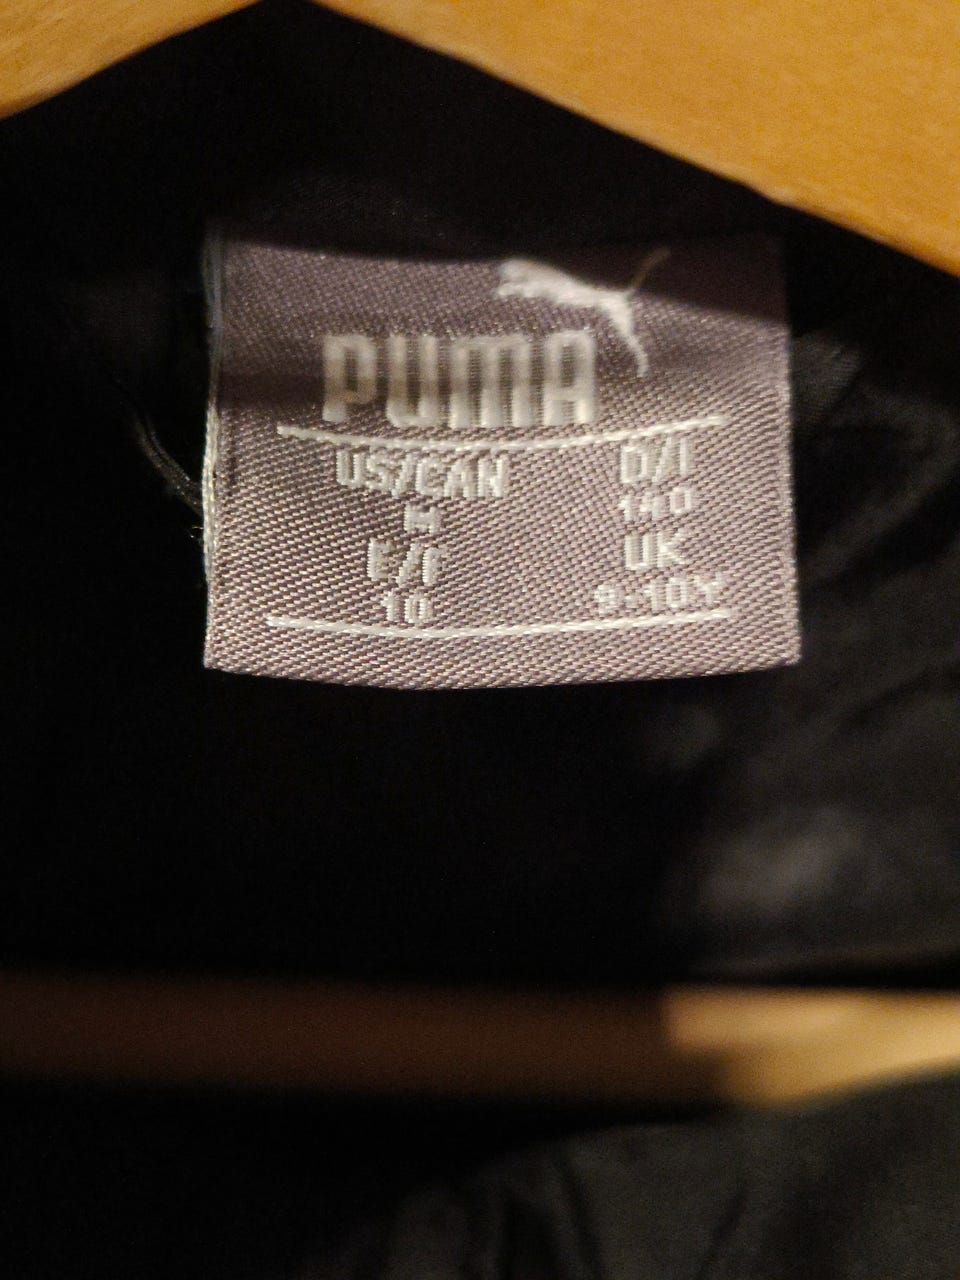 PUMA
US/CAN D/I
M 140
E/F UK
10 9-10Y